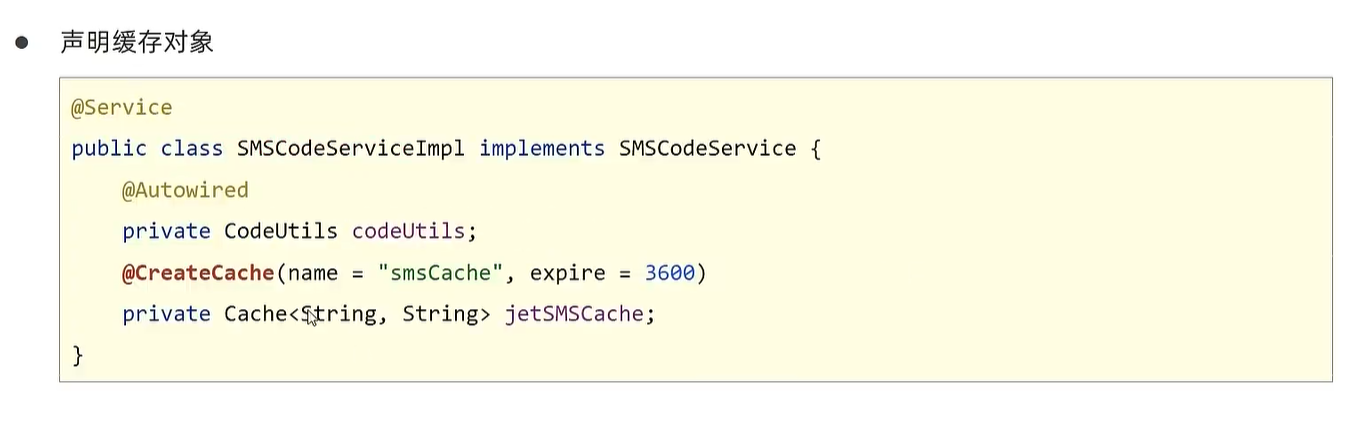 ● 声明缓存对象
@Service
public class SMSCodeServiceImpl implements SMSCodeService {
    @Autowired
    private CodeUtils codeUtils;
    @CreateCache(name = "smsCache", expire = 3600)
    private Cache<String, String> jetSMSCache;
}